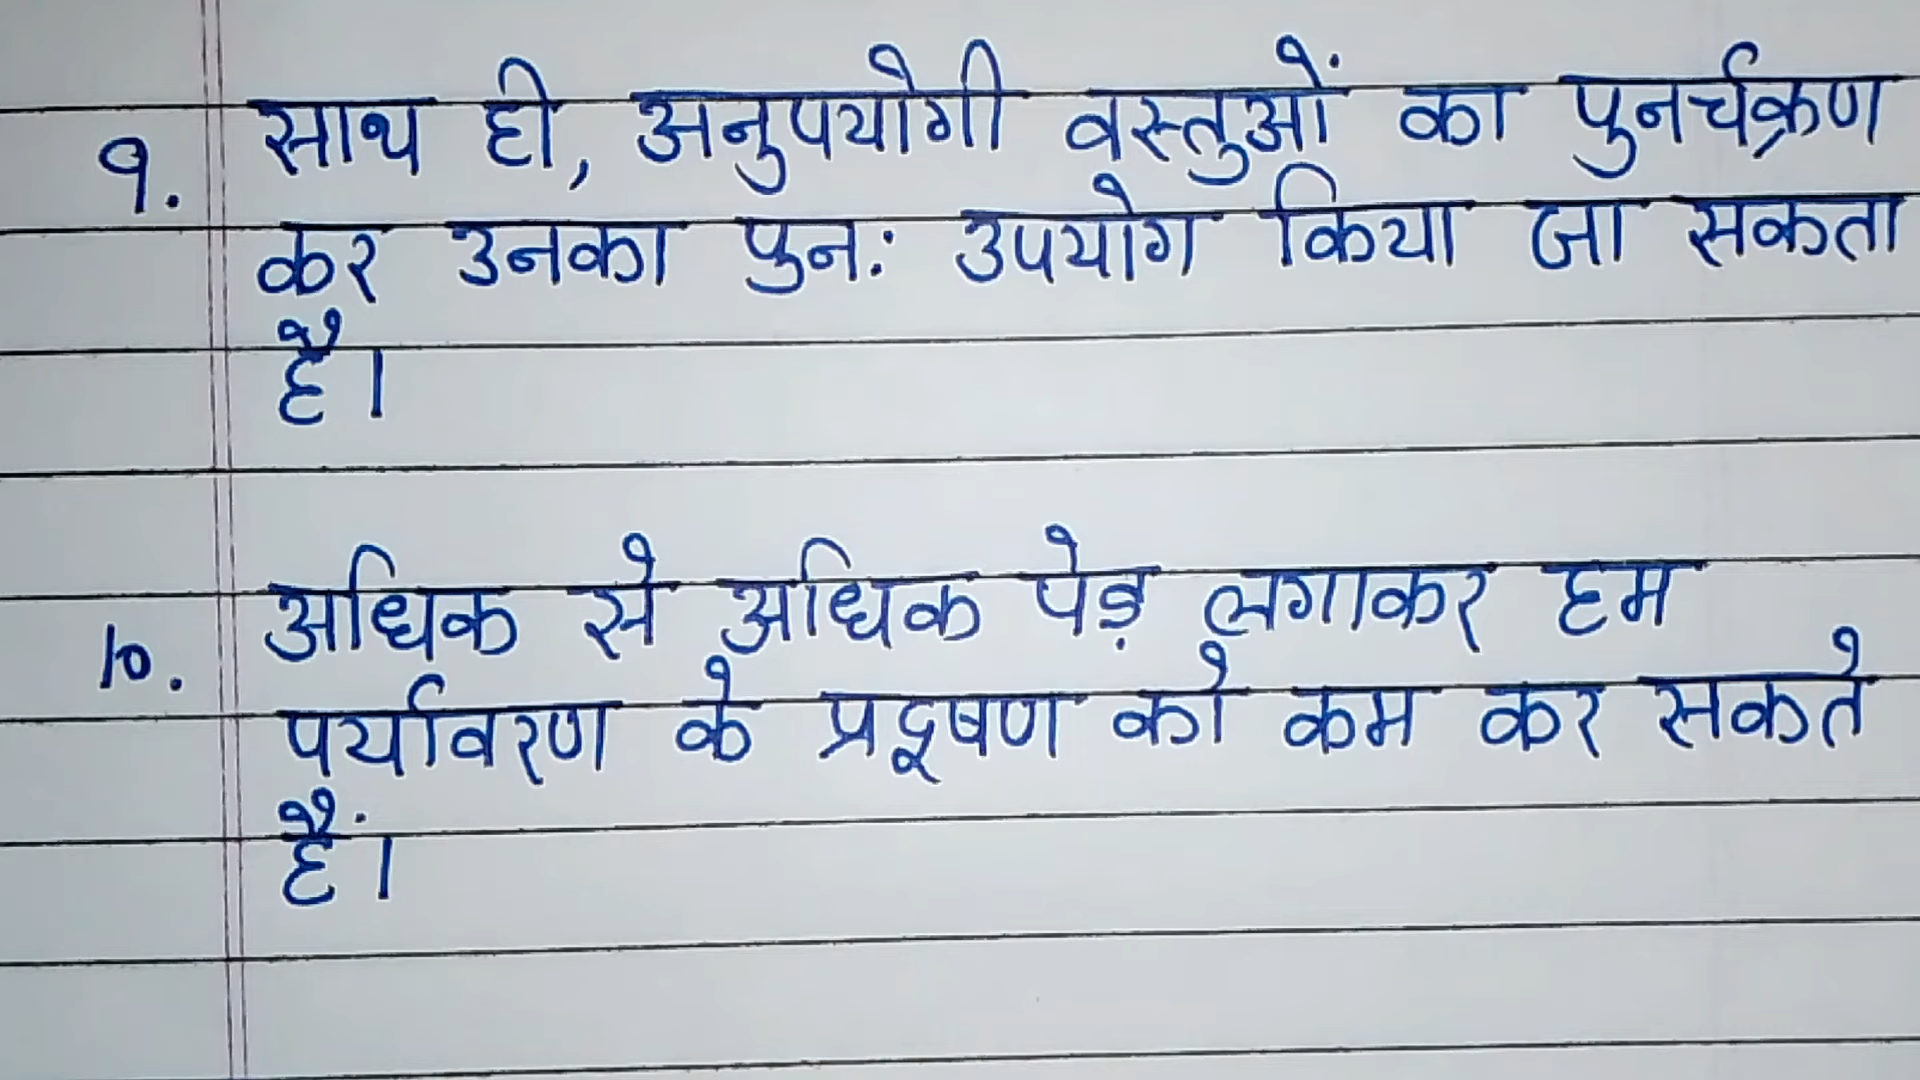 9. साथ ही, अनुपयोगी वस्तुओं का पुनर्चक्रण
कर उनका पुन: उपयोग किया जा सकता
है।
10. अधिक से अधिक पेड़ लगाकर हम
पर्यावरण के प्रदूषण को कम कर सकते
हैं।